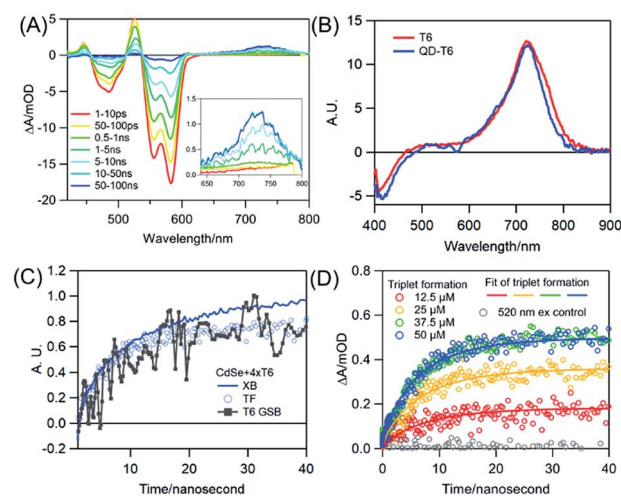 (A)
5
0
-5
-10
-15
ΔA/mOD
1-10ps
50-100ps
0.5-1ns
1-5ns
5-10ns
10-50ns
50-100ns
1.5
1.0
0.5
0.0
640 700 750 800
500 600 700 800
Wavelength/nm
(B)
T6
QD-T6
15
10
5
0
-5
A.U.
400 500 600 700 800 900
Wavelength/nm
(C)
1.2
1.0
0.8
0.6
0.4
0.2
0.0
-0.2
A. U.
CdSe+4xT6
XB
TF
T6 GSB
10 20 30 40
Time/nanosecond
(D)
0.8
0.6
0.4
0.2
0.0
ΔA/mOD
Triplet formation
12.5 μM
25 μM
37.5 μM
50 μM
Fit of triplet formation
520 nm ex control
0 10 20 30 40
Time/nanosecond